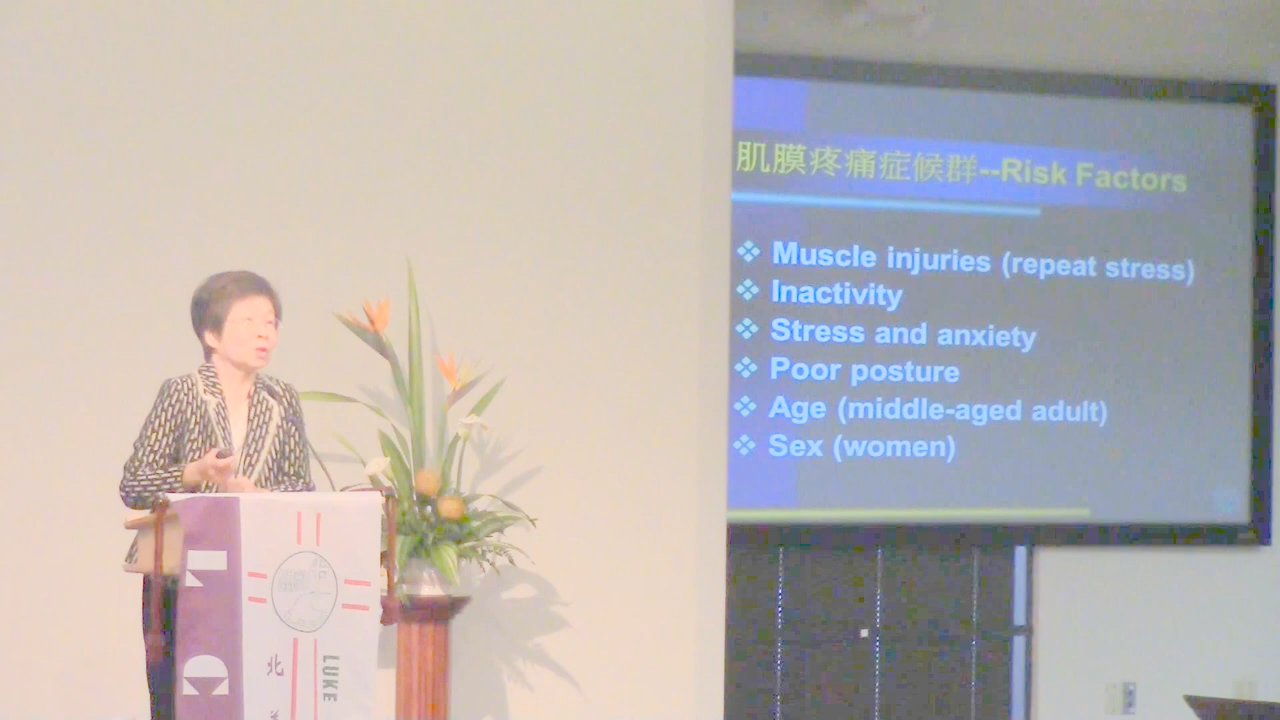 肌膜疼痛症候群--Risk Factors
❖ Muscle injuries (repeat stress)
❖ Inactivity
❖ Stress and anxiety
❖ Poor posture
❖ Age (middle-aged adult)
❖ Sex (women)
北
LUKE